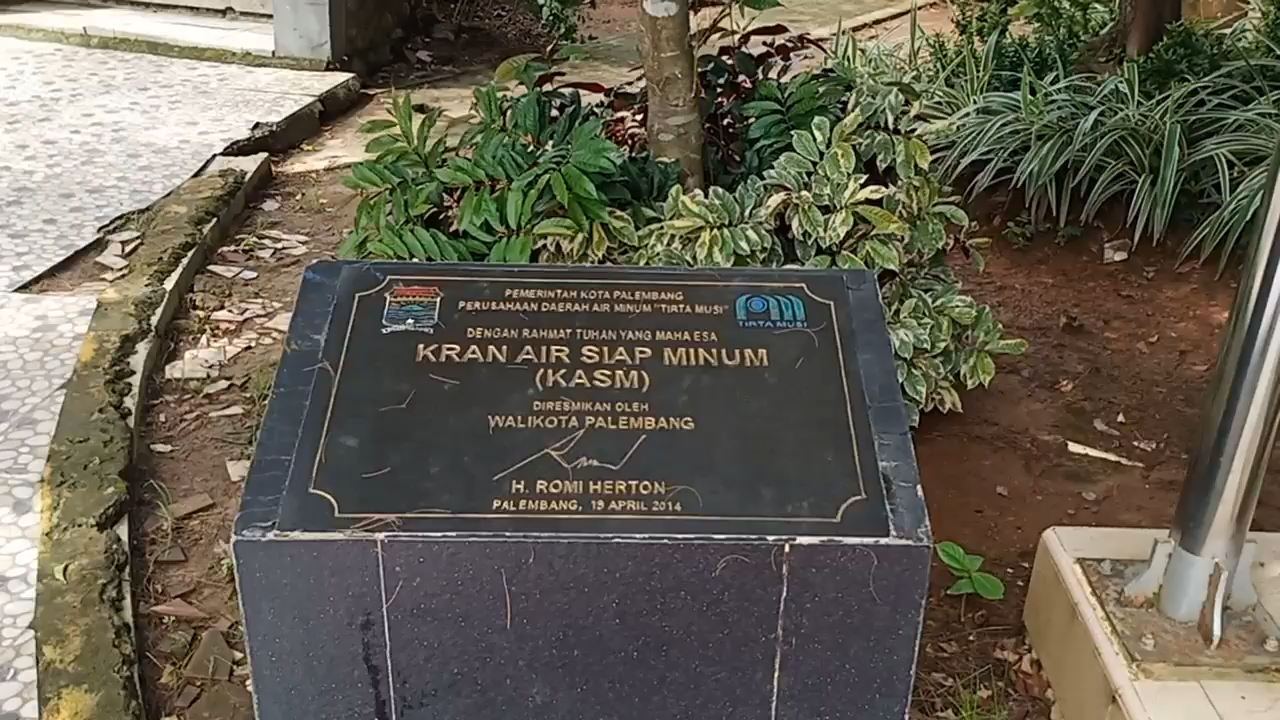 PEMERINTAH KOTA PALEMBANG
PERUSAHAAN DAERAH AIR MINUM "TIRTA MUSI"
TIRTA MUSI
DENGAN RAHMAT TUHAN YANG MAHA ESA
KRAN AIR SIAP MINUM
(KASM)
DIRESMIKAN OLEH
WALIKOTA PALEMBANG
H. ROMI HERTON
PALEMBANG, 19 APRIL 2014